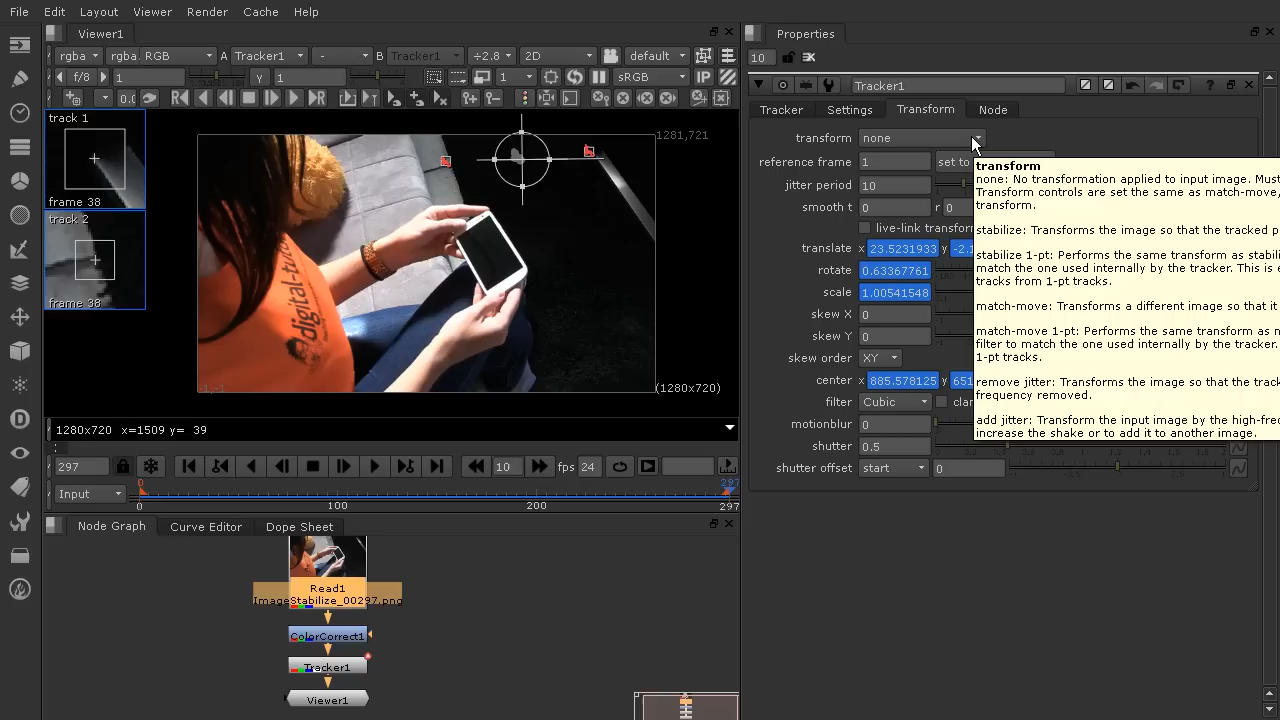 File Edit Layout Viewer Render Cache Help
Viewer1
Properties
rgba rgba. RGB A Tracker1 - B Tracker1 ÷2.8 2D default
10
f/8 1 γ 1 1 sRGB IP
Tracker1
0.0
Tracker Settings Transform Node
track 1
frame 38
track 2
frame 38
1281,721
digital-tuto
-1,-1
(1280x720)
transform none
reference frame 1 set to
jitter period 10
smooth t 0 r 0
live-link transform
translate x 23.5231933 y -2.1
rotate 0.63367761
scale 1.00541548
skew X 0
skew Y 0
skew order XY
center x 885.578125 y 651
filter Cubic clam
motionblur 0
shutter 0.5
shutter offset start 0
transform
none: No transformation applied to input image. Must
Transform controls are set the same as match-move
transform.
stabilize: Transforms the image so that the tracked p
stabilize 1-pt: Performs the same transform as stabili
match the one used internally by the tracker. This is
tracks from 1-pt tracks.
match-move: Transforms a different image so that it
match-move 1-pt: Performs the same transform as m
filter to match the one used internally by the tracker.
1-pt tracks.
remove jitter: Transforms the image so that the track
frequency removed.
add jitter: Transform the input image by the high-fre
increase the shake or to add it to another image.
1280x720 x=1509 y= 39
297 10 fps 24
Input 0 297
0 100 200 297
Node Graph Curve Editor Dope Sheet
Read1
ImageStabilize_00297.png
ColorCorrect1
Tracker1
Viewer1